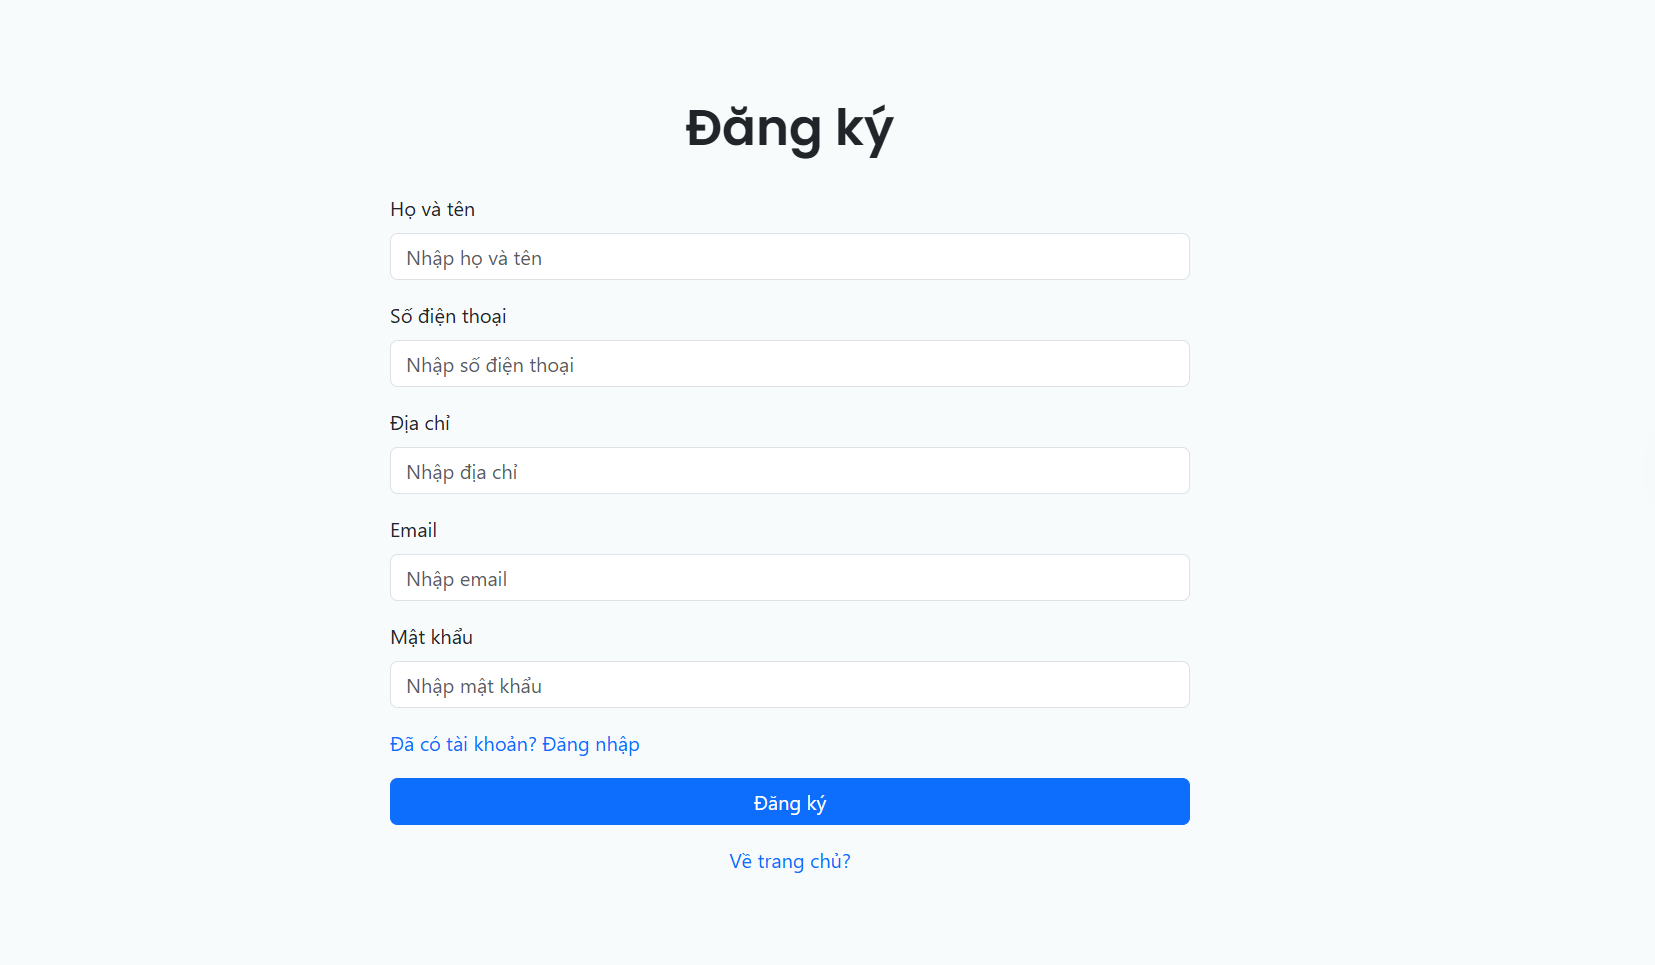 Đăng ký
Họ và tên
Nhập họ và tên
Số điện thoại
Nhập số điện thoại
Địa chỉ
Nhập địa chỉ
Email
Nhập email
Mật khẩu
Nhập mật khẩu
Đã có tài khoản? Đăng nhập
Đăng ký
Về trang chủ?